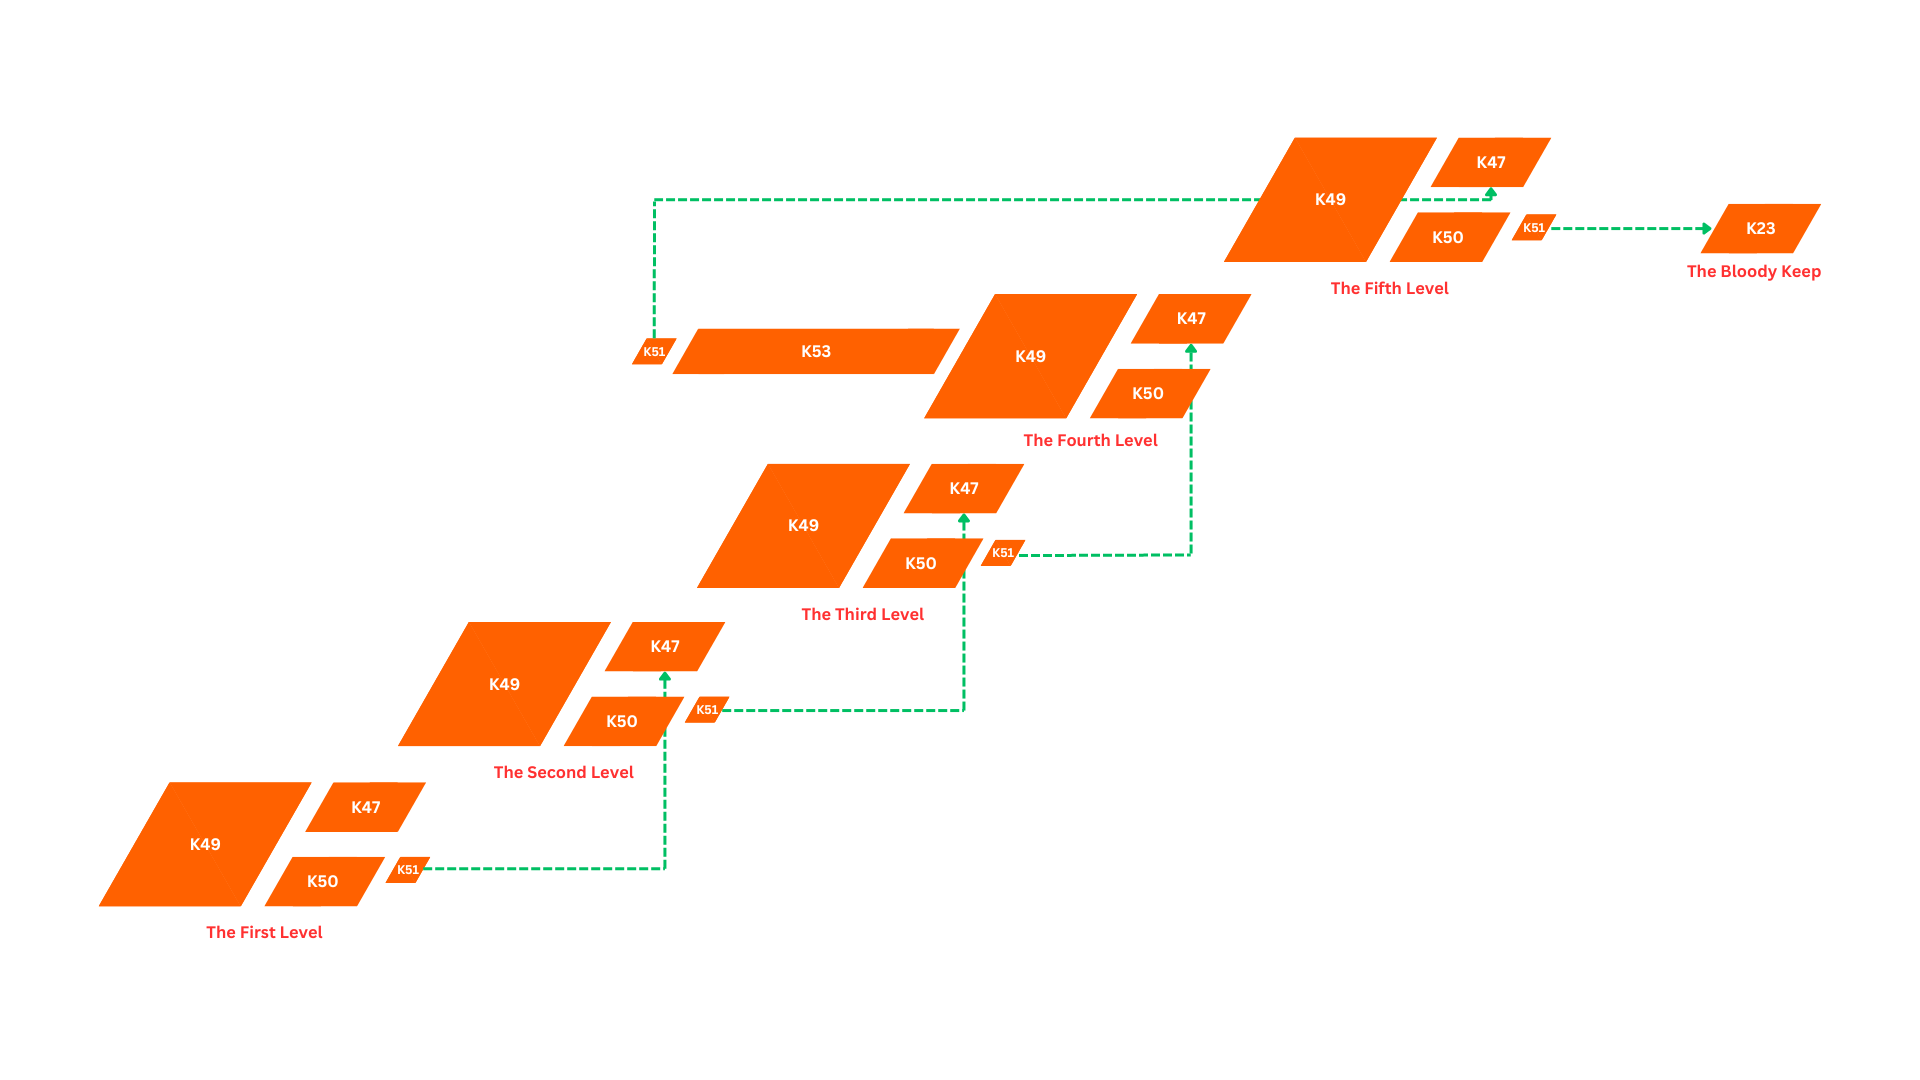 K47
K49
K51
K23
K50
The Bloody Keep
The Fifth Level
K47
K51
K53
K49
K50
The Fourth Level
K47
K49
K51
K50
The Third Level
K47
K49
K51
K50
The Second Level
K47
K49
K51
K50
The First Level